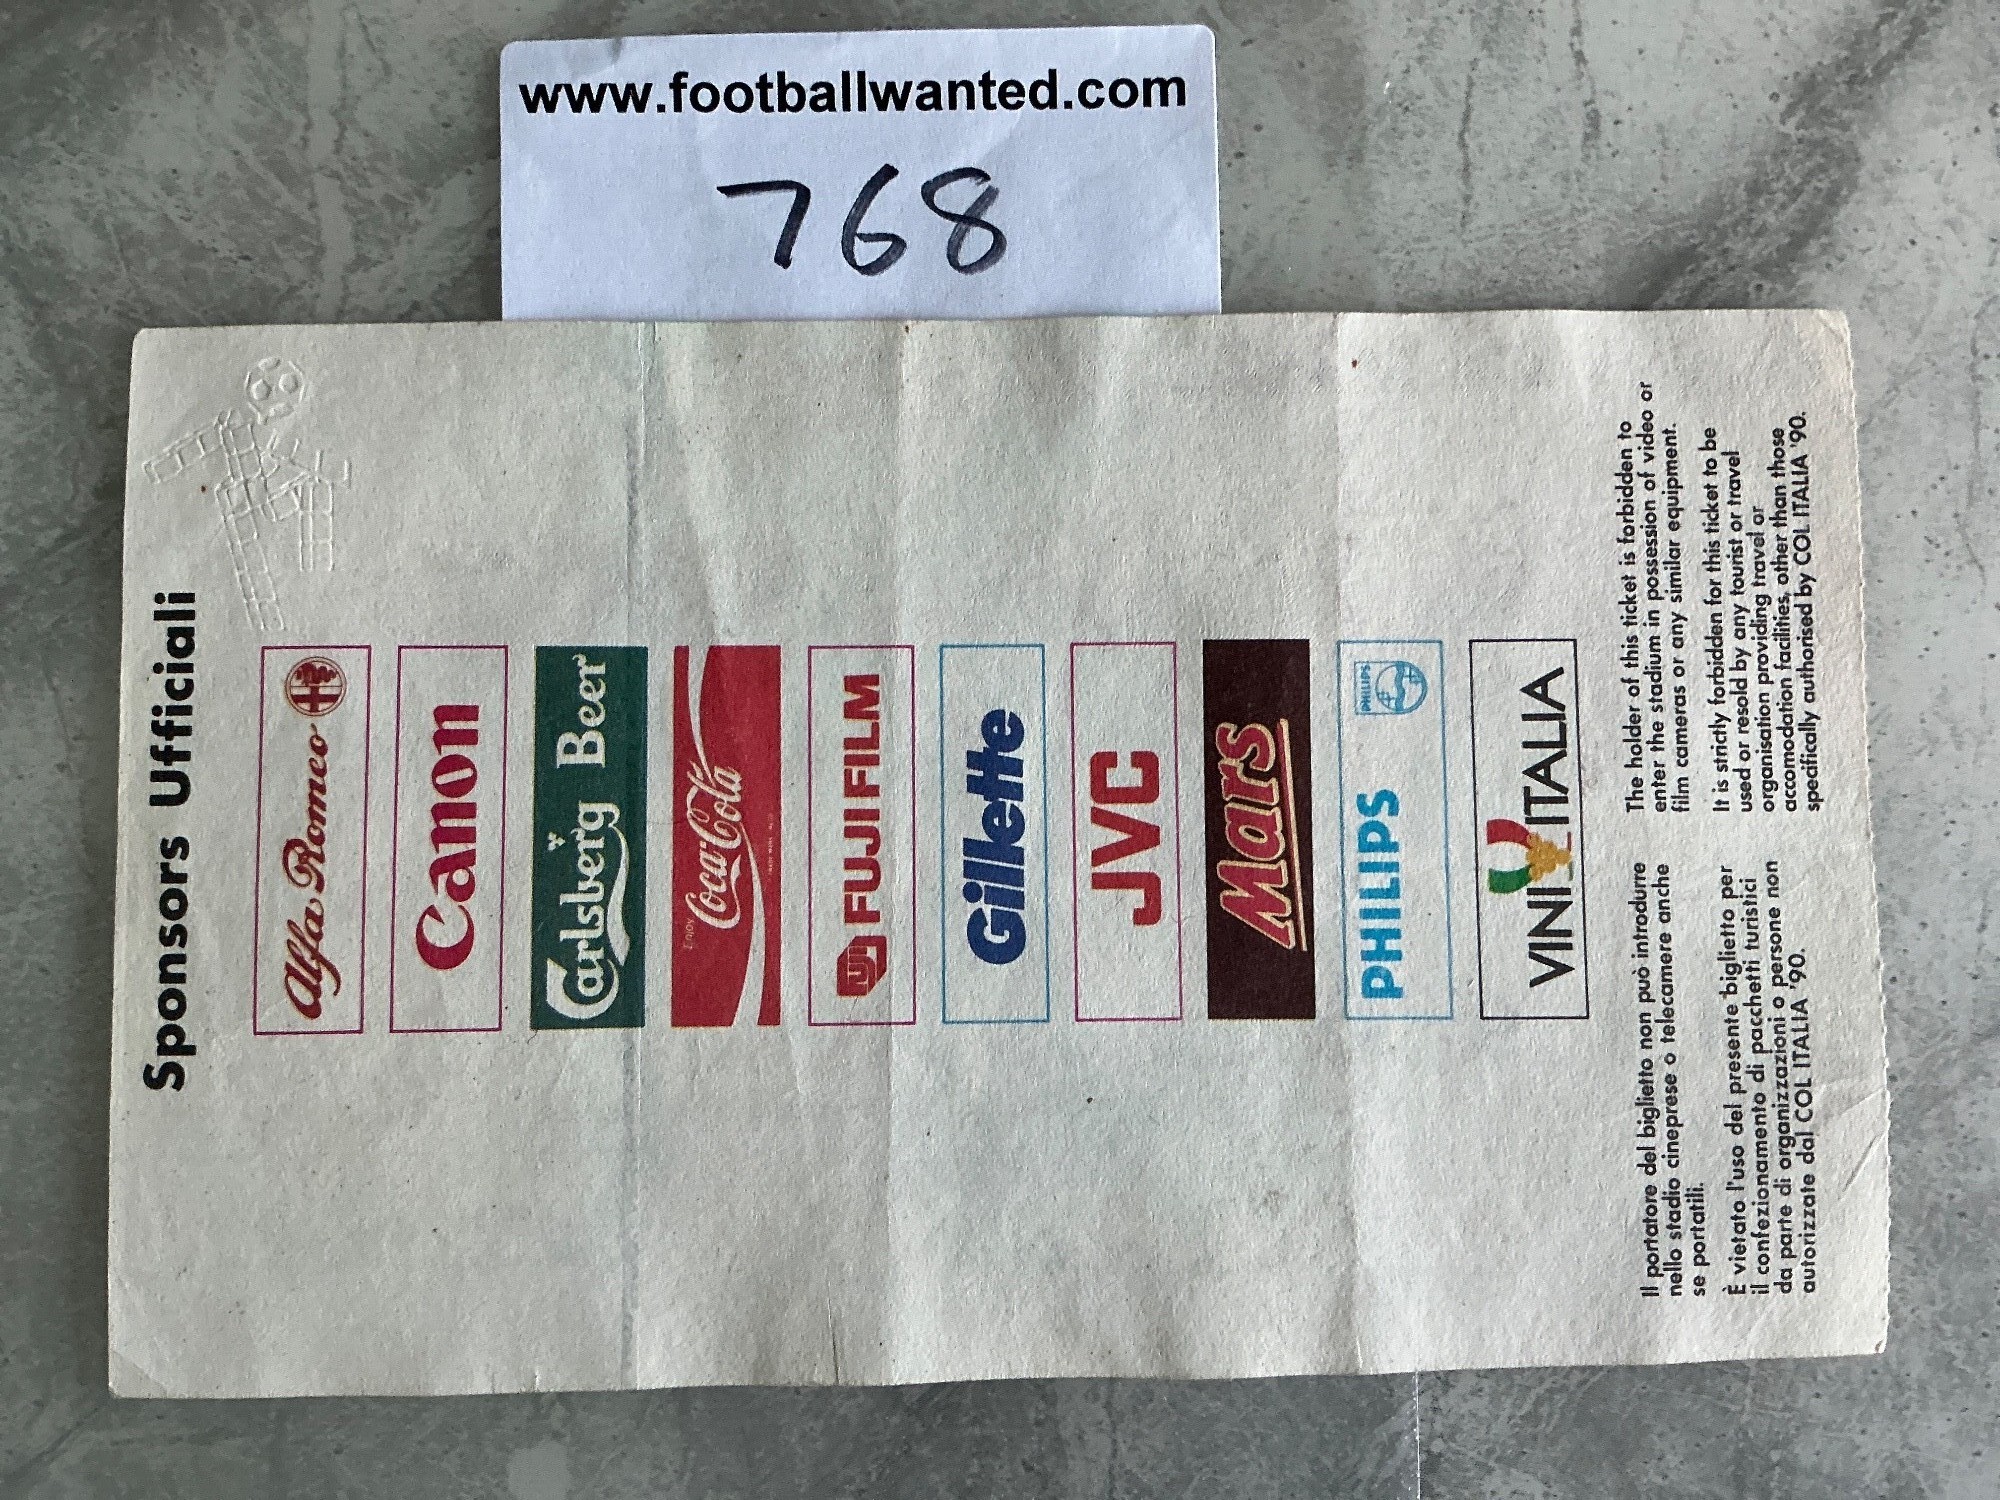 www.footballwanted.com
768
Sponsors Ufficiali
Alfa Romeo
Canon
Carlsberg Beer
Enjoy
Coca-Cola
FUJI FUJI FILM
Gillette
JVC
Mars
PHILIPS PHILIPS
VINI ITALIA
Il portatore del biglietto non può introdurre
nello stadio cineprese o telecamere anche
se portatili.
È vietato l'uso del presente biglietto per
il confezionamento di pacchetti turistici
da parte di organizzazioni o persone non
autorizzate dal COL ITALIA '90.
The holder of this ticket is forbidden to
enter the stadium in possession of video or
film cameras or any similar equipment.
It is strictly forbidden for this ticket to be
used or resold by any tourist or travel
organisation providing travel or
accomodation facilities, other than those
specifically authorised by COL ITALIA '90.